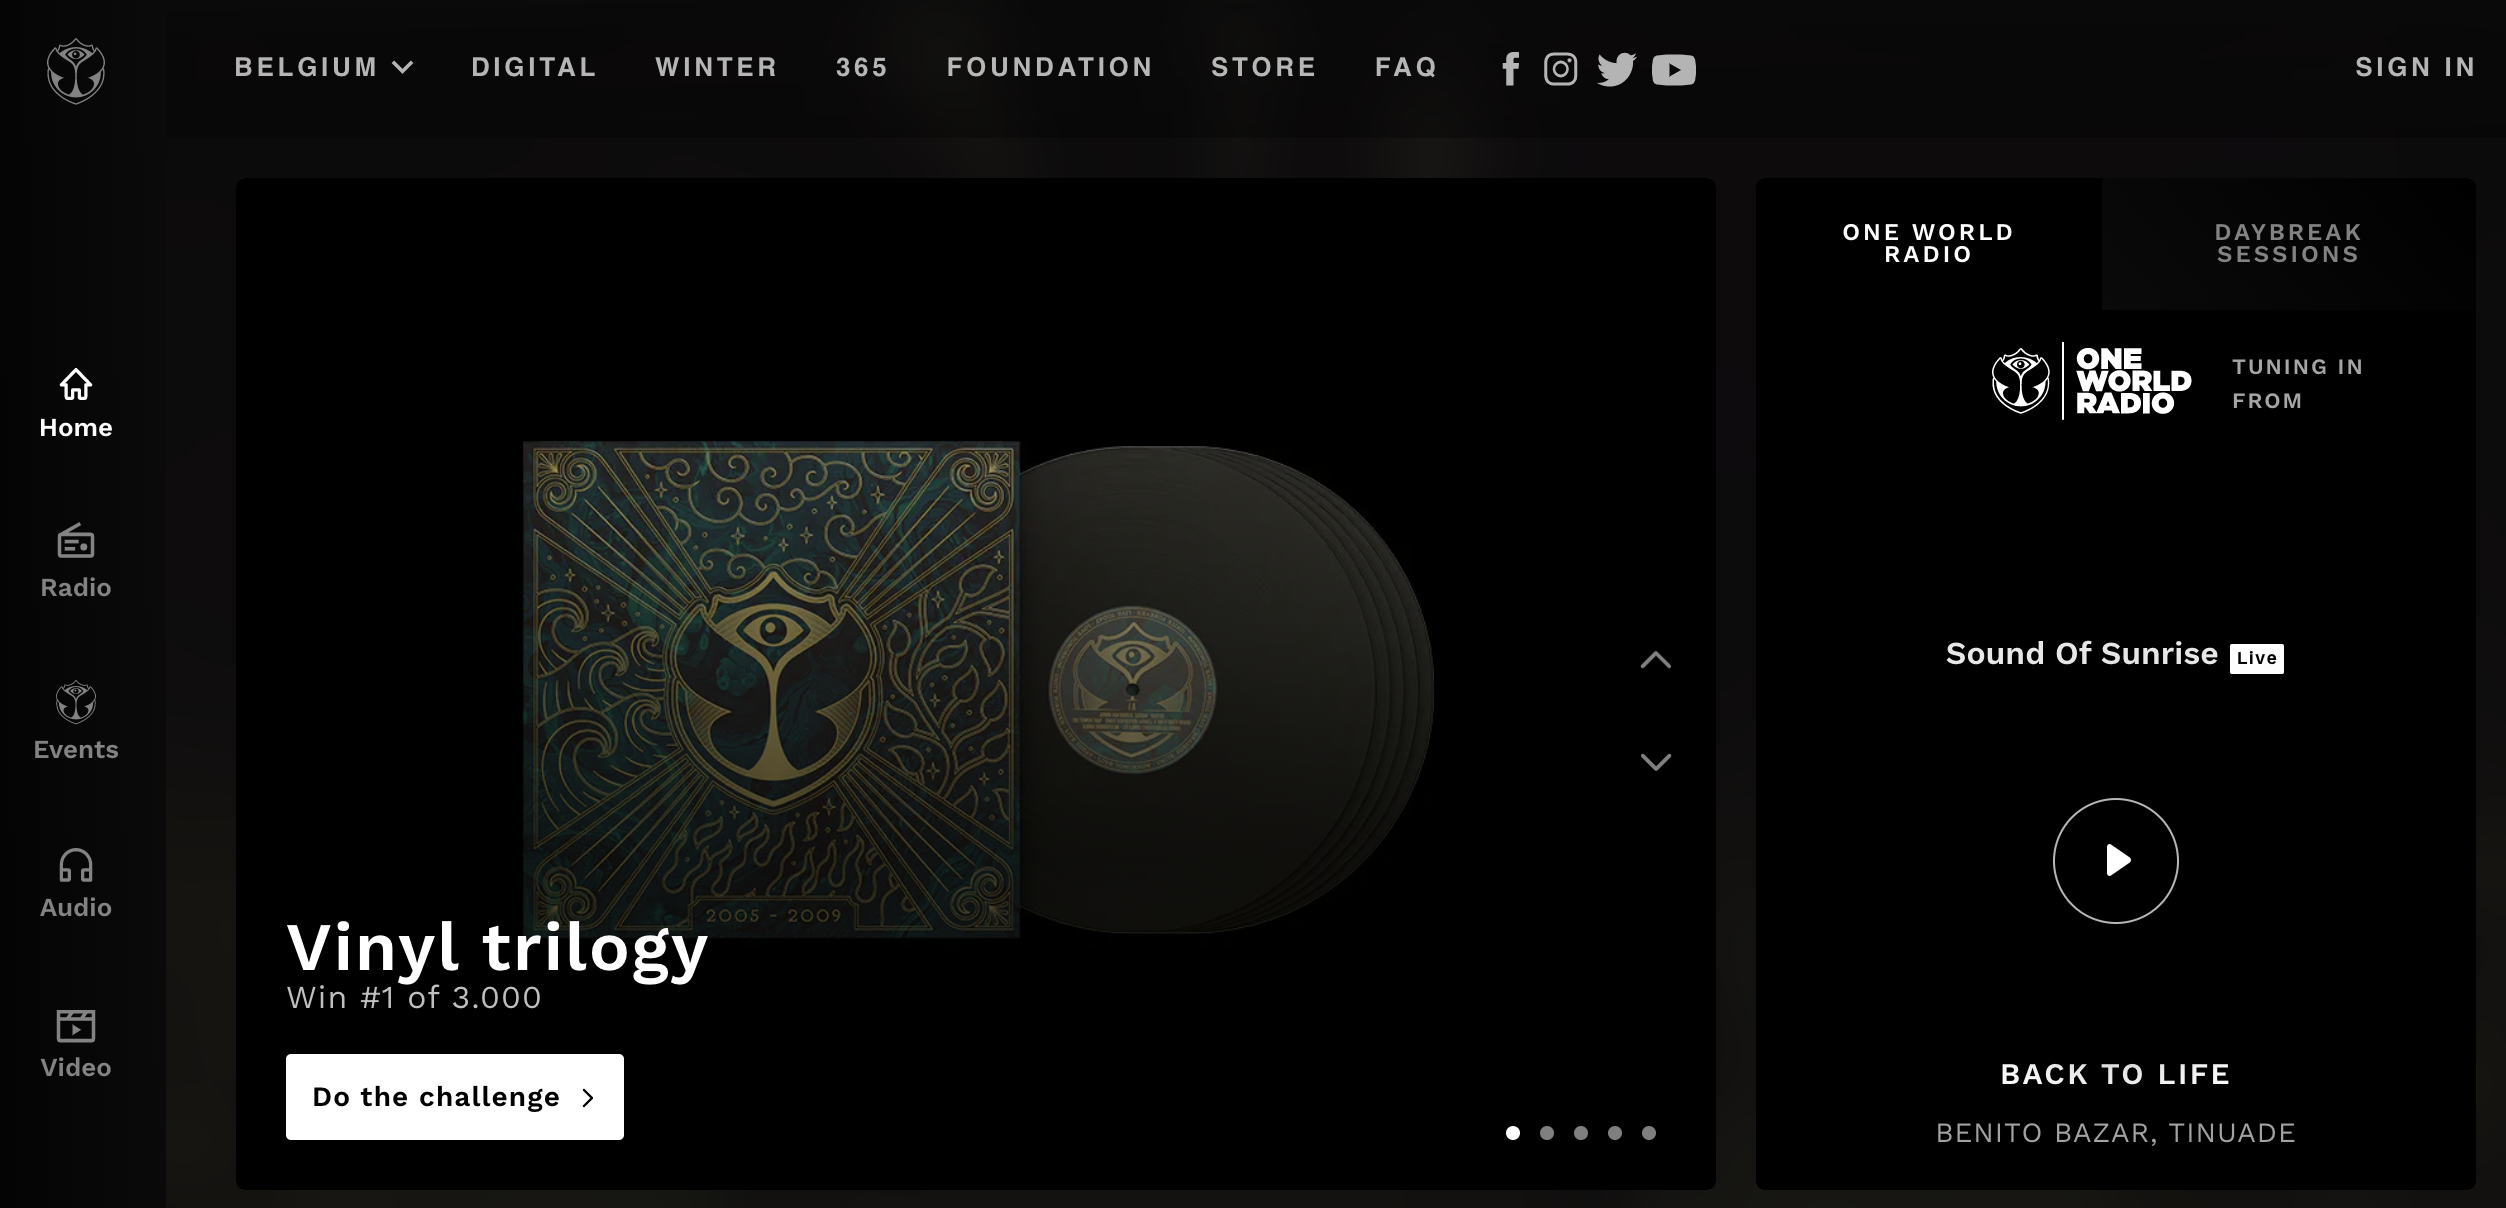 BELGIUM
DIGITAL
WINTER
365
FOUNDATION
STORE
FAQ
SIGN IN
Home
Radio
Events
Audio
Video
2005 - 2009
Vinyl trilogy
Win #1 of 3.000
Do the challenge
ONE WORLD
RADIO
DAYBREAK
SESSIONS
ONE
WORLD
RADIO
TUNING IN
FROM
Sound Of Sunrise Live
BACK TO LIFE
BENITO BAZAR, TINUADE